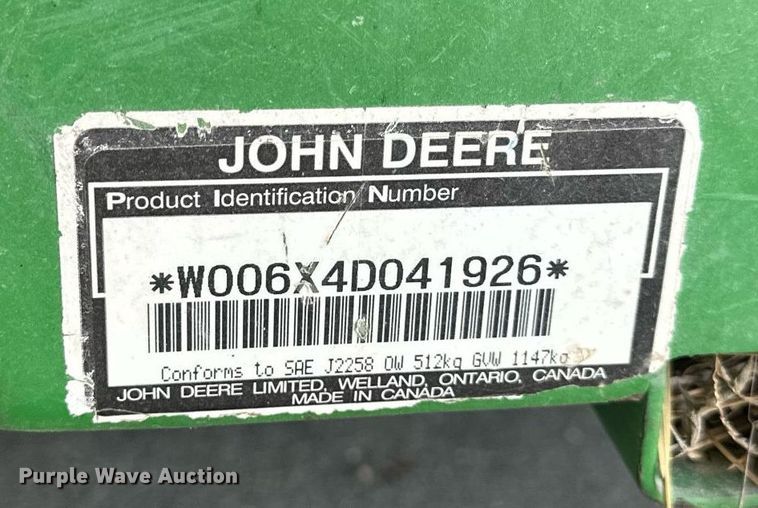 JOHN DEERE
Product Identification Number
*W006X4D041926*
Conforms to SAE J2258 OW 512kg GVW 1147kg
JOHN DEERE LIMITED, WELLAND, ONTARIO, CANADA
MADE IN CANADA
Purple Wave Auction